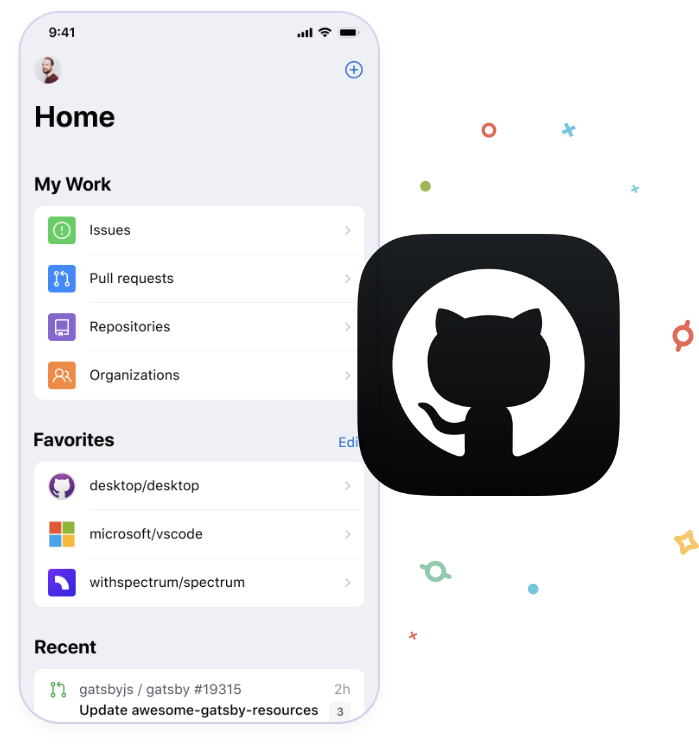 9:41
Home
My Work
Issues
Pull requests
Repositories
Organizations
Favorites
Edi
desktop/desktop
microsoft/vscode
withspectrum/spectrum
Recent
gatsbyjs / gatsby #19315 2h
Update awesome-gatsby-resources 3